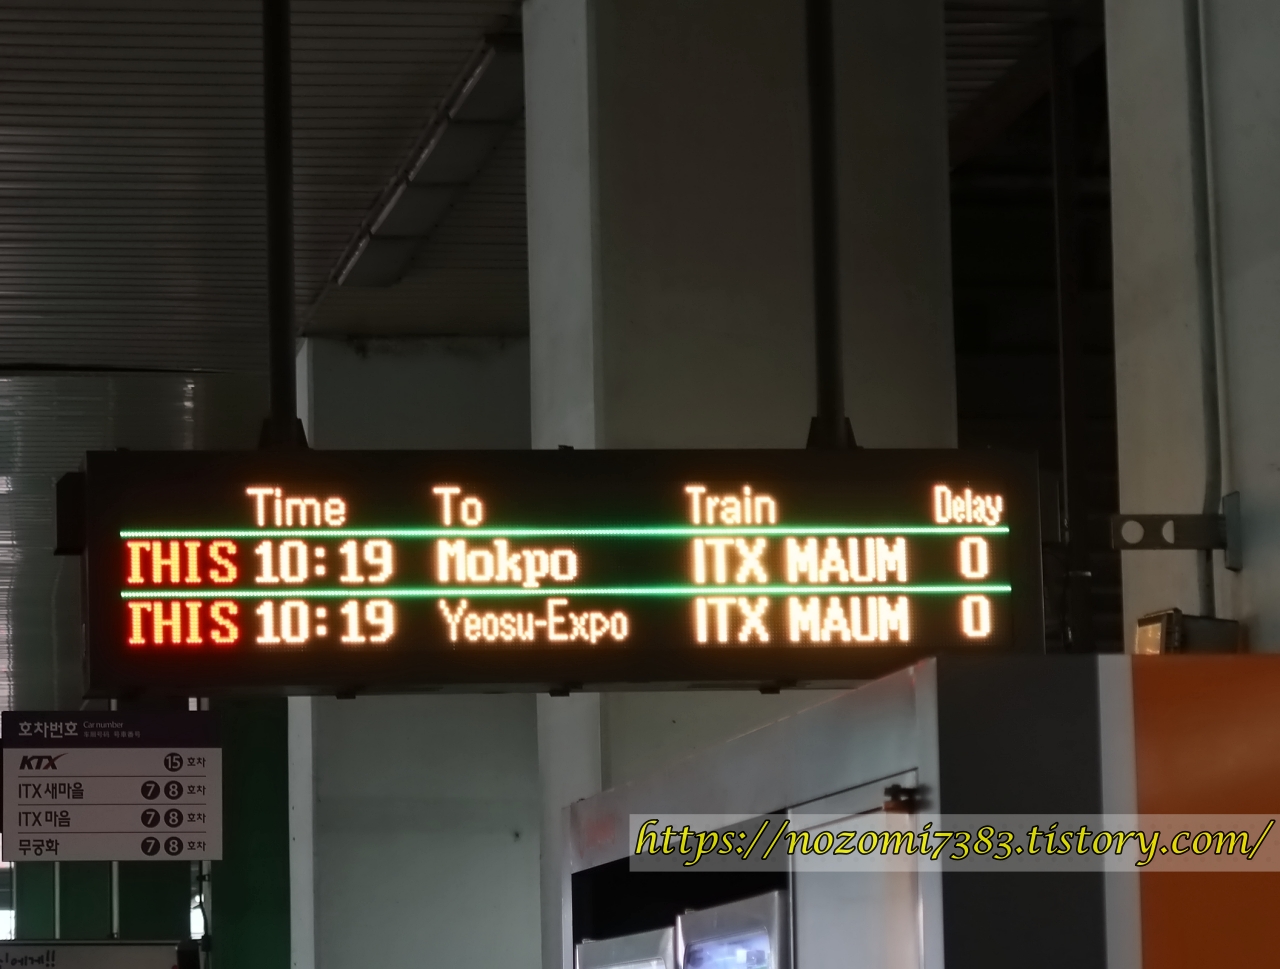 Time To Train Delay
THIS 10:19 Mokpo ITX MAUM 0
THIS 10:19 Yeosu-Expo ITX MAUM 0
호차번호 Car number
KTX 15 호차
ITX 새마을 7 8 호차
ITX 마음 7 8 호차
무궁화 7 8 호차
https://nozomi7383.tistory.com/
에게!!